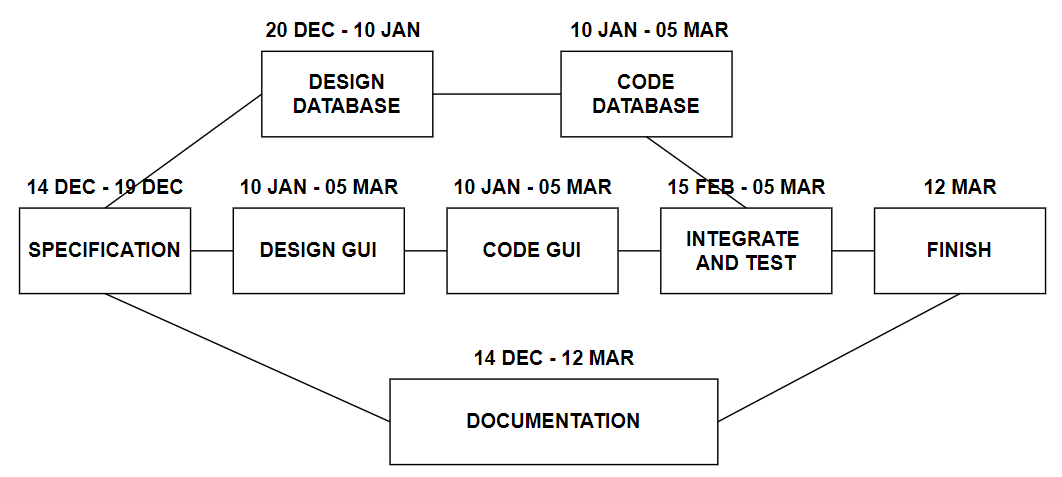 20 DEC - 10 JAN
10 JAN - 05 MAR
DESIGN
DATABASE
CODE
DATABASE
14 DEC - 19 DEC
10 JAN - 05 MAR
10 JAN - 05 MAR
15 FEB - 05 MAR
12 MAR
SPECIFICATION
DESIGN GUI
CODE GUI
INTEGRATE
AND TEST
FINISH
14 DEC - 12 MAR
DOCUMENTATION